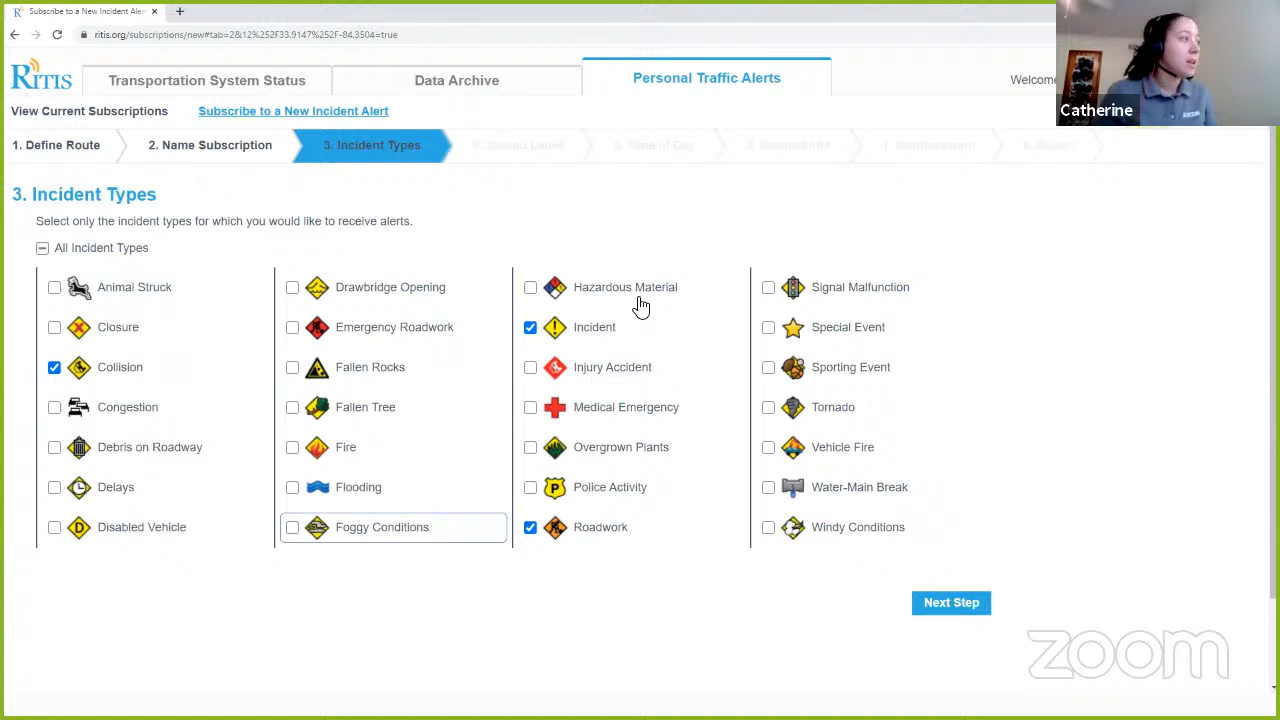 Subscribe to a New Incident Aler
ritis.org/subscriptions/new#tab=2&l2%252F33.9147%252F-84.3504=true
RITIS
Transportation System Status
Data Archive
Personal Traffic Alerts
Welcome
View Current Subscriptions
Subscribe to a New Incident Alert
Catherine
1. Define Route
2. Name Subscription
3. Incident Types
3. Incident Types
Select only the incident types for which you would like to receive alerts.
All Incident Types
Animal Struck
Closure
Collision
Congestion
Debris on Roadway
Delays
D
Disabled Vehicle
Drawbridge Opening
Emergency Roadwork
Fallen Rocks
Fallen Tree
Fire
Flooding
Foggy Conditions
Hazardous Material
Incident
Injury Accident
Medical Emergency
Overgrown Plants
P
Police Activity
Roadwork
Signal Malfunction
Special Event
Sporting Event
Tornado
Vehicle Fire
Water-Main Break
Windy Conditions
Next Step
zoom